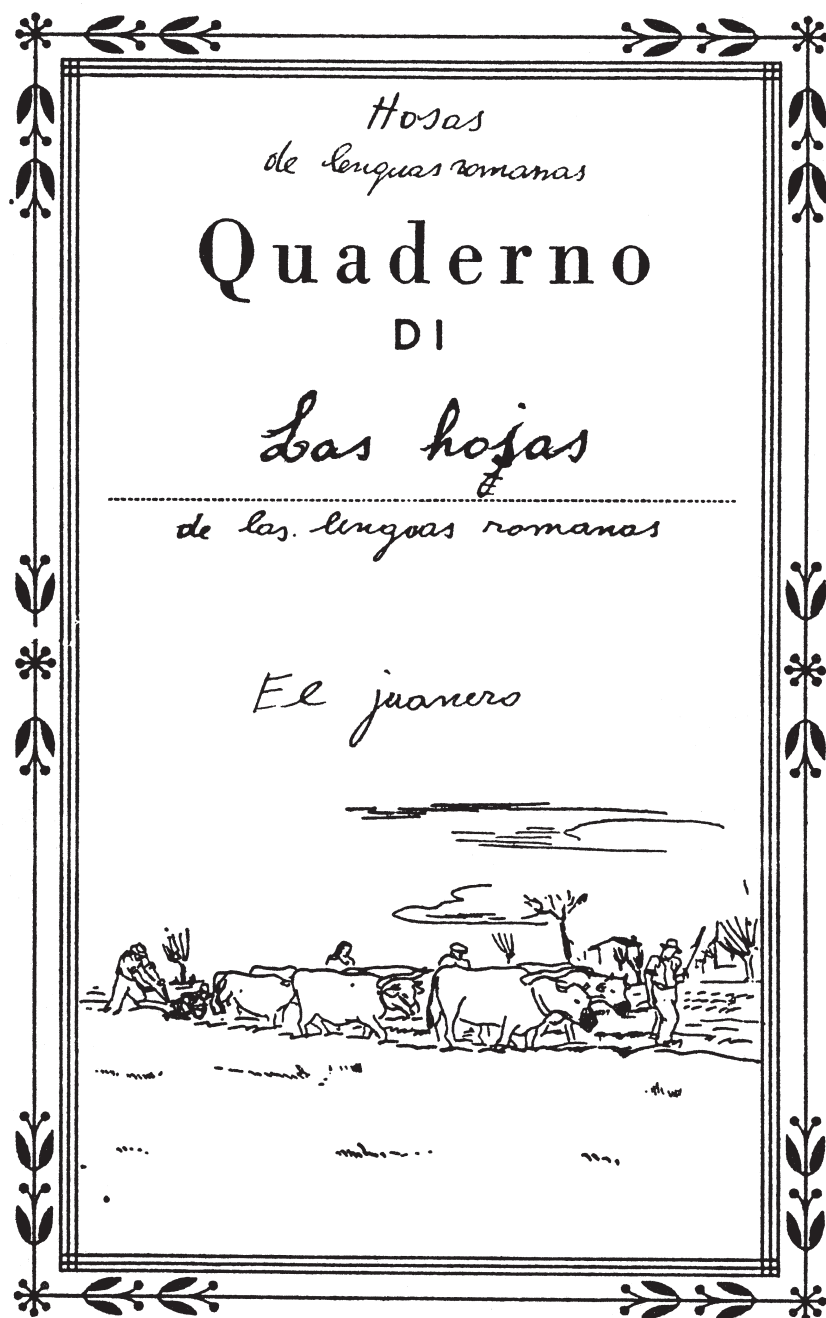 Hosas
de lenguas romanas
Quaderno
DI
Las hojas
de las. lengoas romanas
El juanero